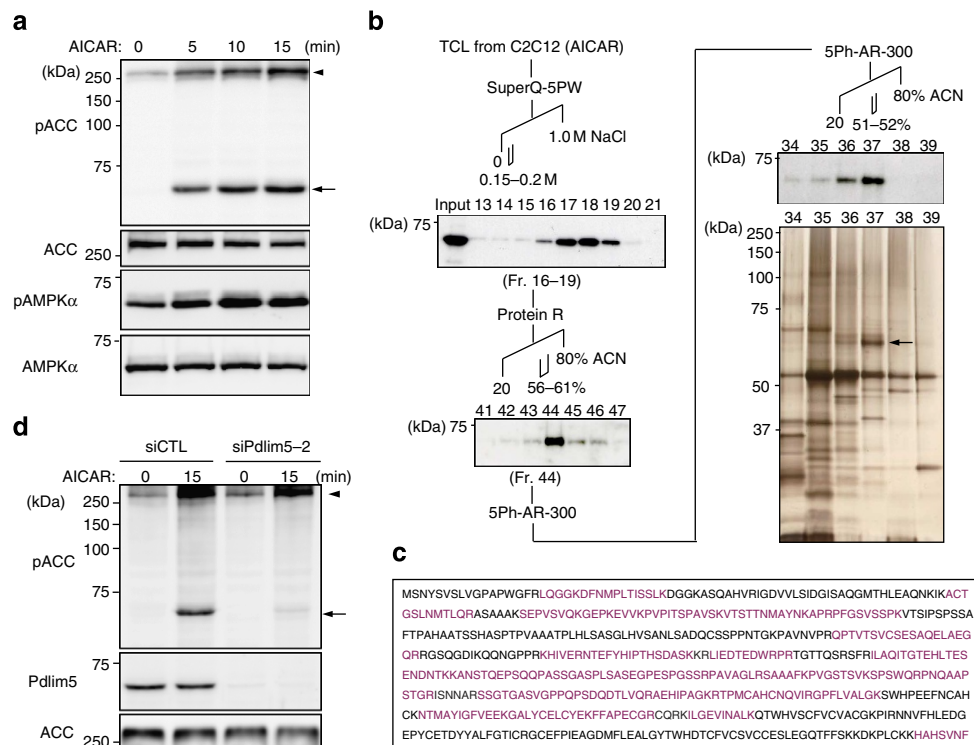 a
AICAR: 0 5 10 15 (min)
(kDa)
250
150
pACC
100
75
ACC
250
75
pAMPKα
75
AMPKα
b
TCL from C2C12 (AICAR)
SuperQ-5PW
1.0 M NaCl
0
0.15–0.2 M
Input 13 14 15 16 17 18 19 20 21
(kDa) 75
(Fr. 16–19)
Protein R
80% ACN
20
56–61%
41 42 43 44 45 46 47
(kDa) 75
(Fr. 44)
5Ph-AR-300
5Ph-AR-300
80% ACN
20
51–52%
34 35 36 37 38 39
(kDa) 75
34 35 36 37 38 39
(kDa)
250
150
100
75
50
37
d
siCTL siPdlim5–2
AICAR: 0 15 0 15 (min)
(kDa)
250
150
pACC
100
75
75
Pdlim5
ACC
250
c
MSNYSVSLVGPAPWGFRLQGGKDFNMPLTISSLKDGGKASQAHVRIGDVVLSIDGISAQGMTHLEAQNKIKACT
GSLNMTLQRASAAAKSEPVSVQKGEPKEVVKPVPITSPAVSKVTSTTNMAYNKAPRPFGSVSSPKVTSIPSPSSA
FTPAHAATSSHASPTPVAAATPLHLSASGLHVSANLSADQCSSPPNTGKPAVNVPRQPTVTSVCSESAQELAEG
QRRGSQGDIKQQNGPPRKHIVERNTEFYHIPTHSDASKKRLIEDTEDWRPRTGTTQSRSFRILAQITGTEHLTES
ENDNTKKANSTQEPSQQPASSGASPLSASEGPESPGSSRPAVAGLRSAAAFKPVGSTSVKSPSWQRPNQAAP
STGRISNNARSSGTGASVGPPQPSDQDTLVQRAEHIPAGKRTPMCAHCNQVIRGPFLVALGKSWHPEEFNCAH
CKNTMAYIGFVEEKGALYCELCYEKFFAPECGRCQRKILGEVINALKQTWHVSCFVCVACGKPIRNNVFHLEDG
EPYCETDYYALFGTICRGCEFPIEAGDMFLEALGYTWHDTCFVCSVCCESLEGQTFFSKKDKPLCKKHAHSVNF